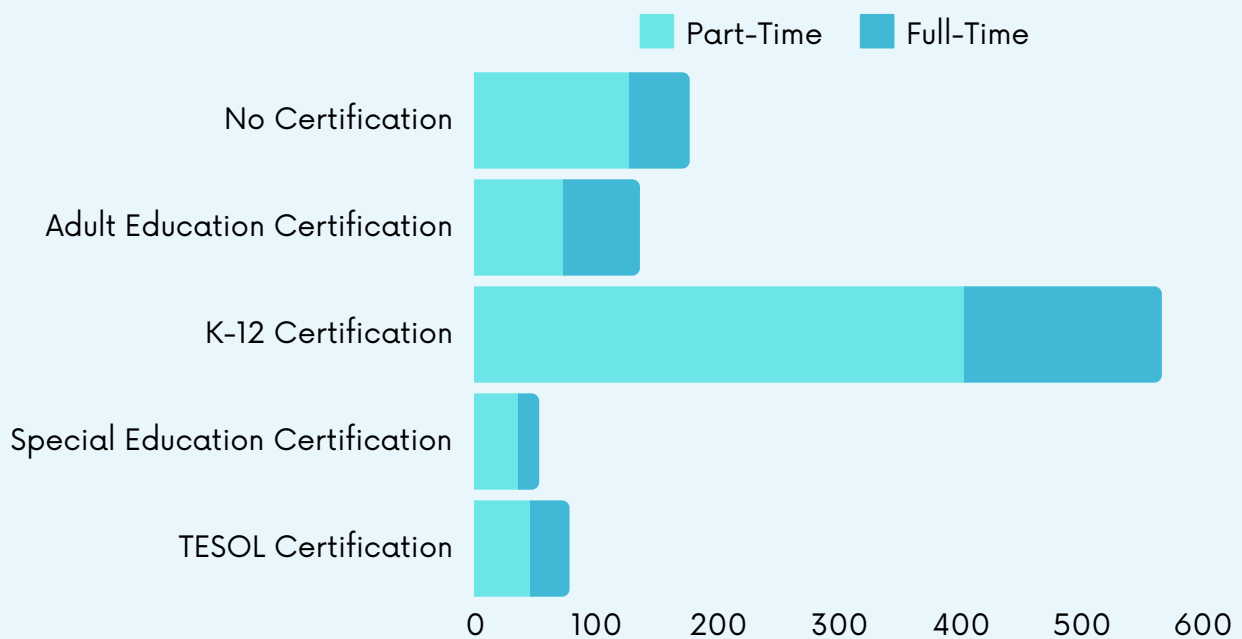 Part-Time Full-Time
No Certification
Adult Education Certification
K-12 Certification
Special Education Certification
TESOL Certification
0 100 200 300 400 500 600